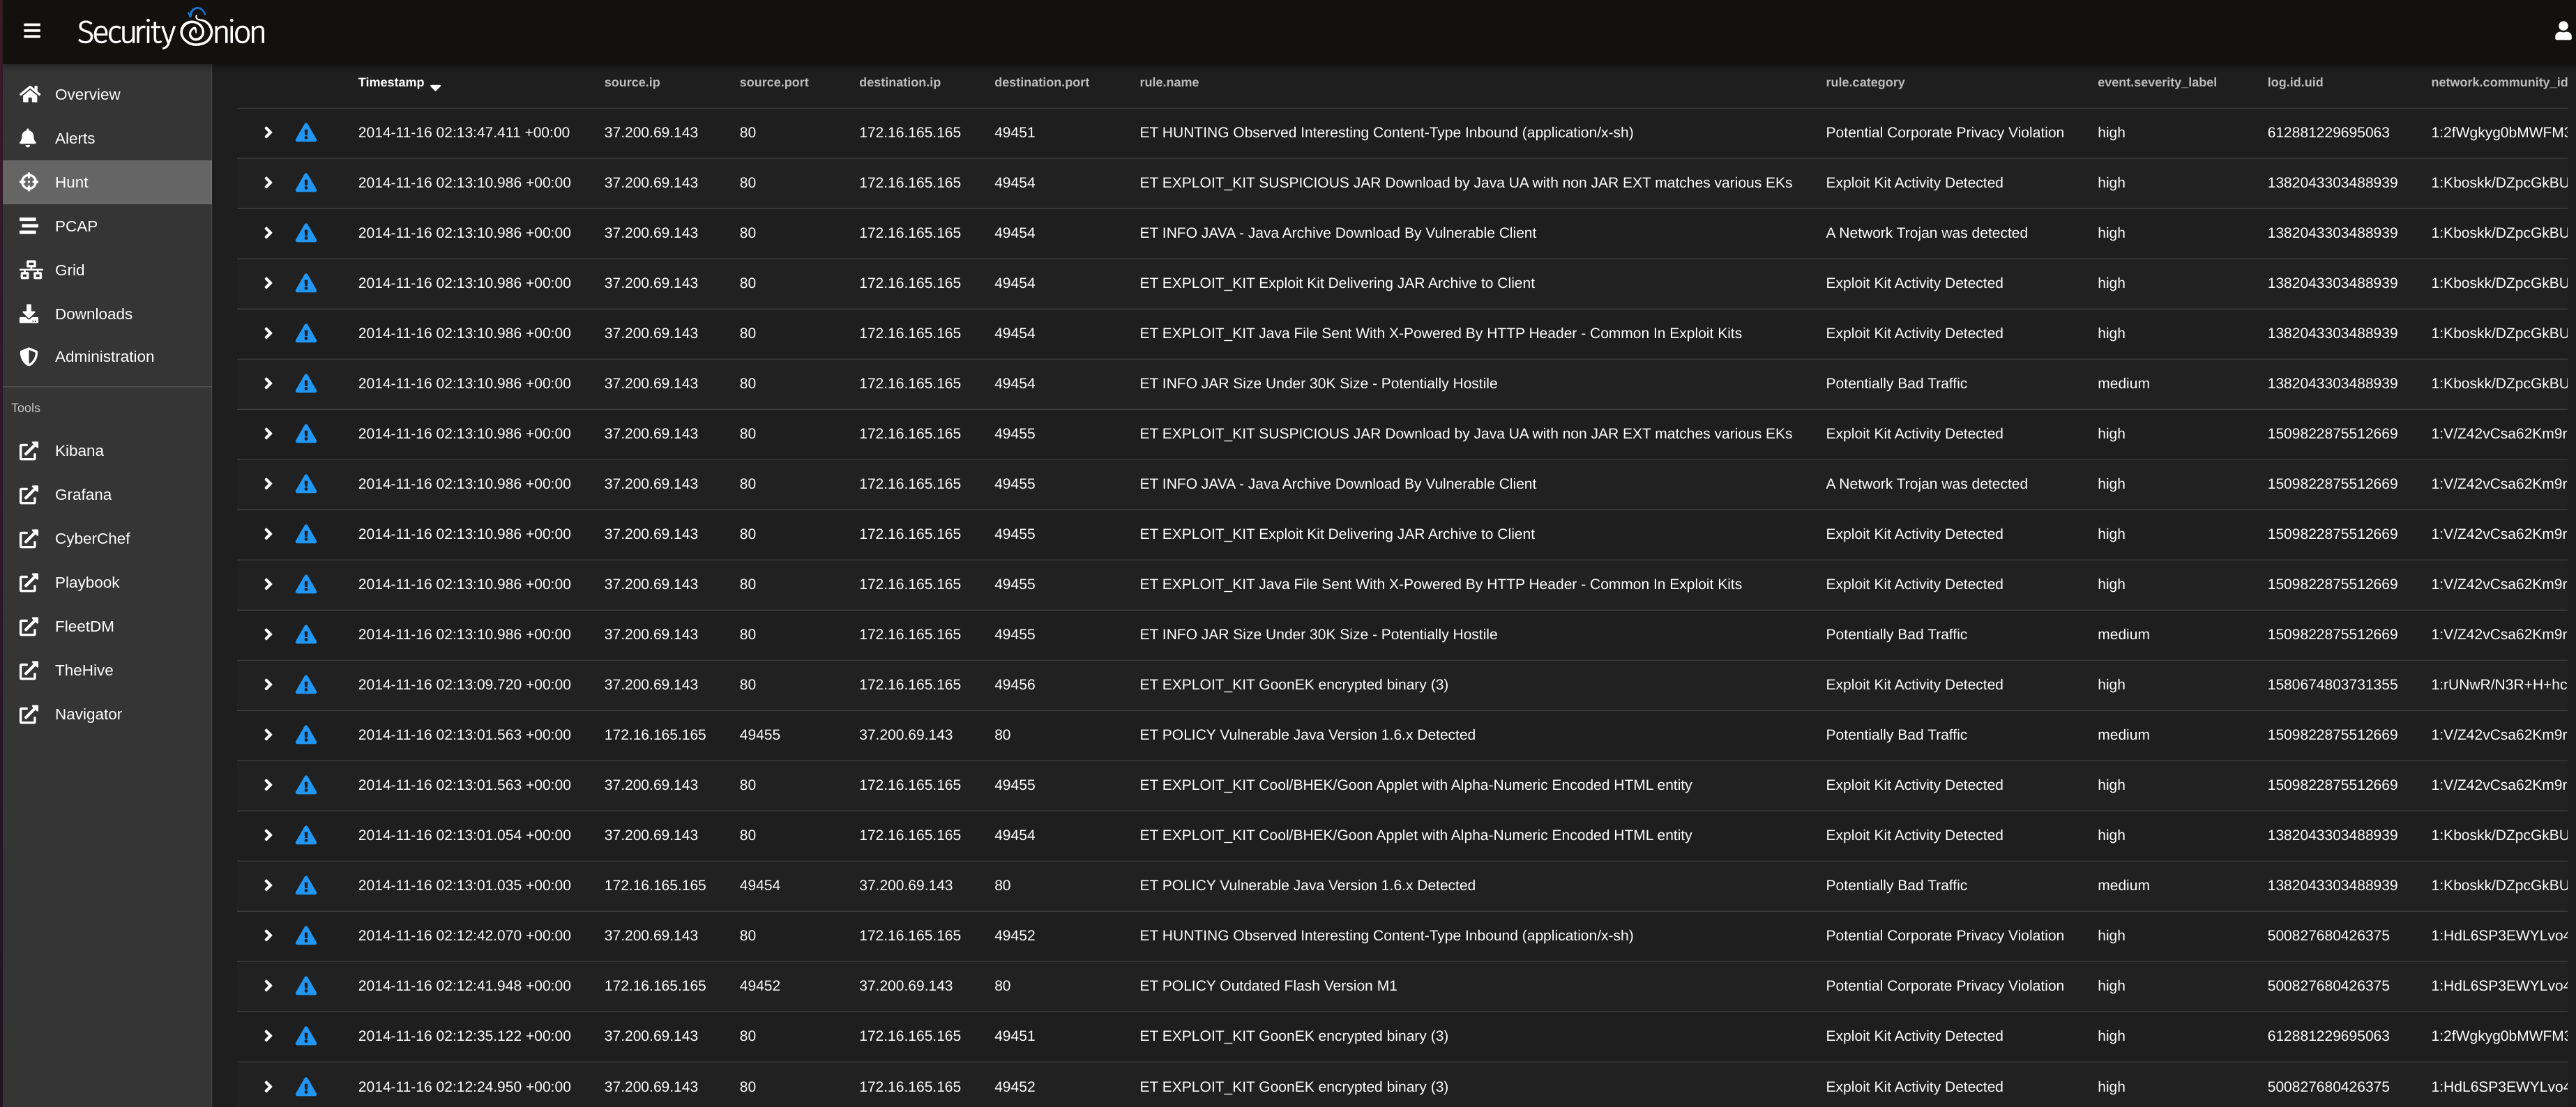 Security Onion
Overview
Alerts
Hunt
PCAP
Grid
Downloads
Administration
Tools
Kibana
Grafana
CyberChef
Playbook
FleetDM
TheHive
Navigator
Timestamp source.ip source.port destination.ip destination.port rule.name rule.category event.severity_label log.id.uid network.community_id
2014-11-16 02:13:47.411 +00:00 37.200.69.143 80 172.16.165.165 49451 ET HUNTING Observed Interesting Content-Type Inbound (application/x-sh) Potential Corporate Privacy Violation high 612881229695063 1:2fWgkyg0bMWFM
2014-11-16 02:13:10.986 +00:00 37.200.69.143 80 172.16.165.165 49454 ET EXPLOIT_KIT SUSPICIOUS JAR Download by Java UA with non JAR EXT matches various EKs Exploit Kit Activity Detected high 1382043303488939 1:Kboskk/DZpcGkBU
2014-11-16 02:13:10.986 +00:00 37.200.69.143 80 172.16.165.165 49454 ET INFO JAVA - Java Archive Download By Vulnerable Client A Network Trojan was detected high 1382043303488939 1:Kboskk/DZpcGkBU
2014-11-16 02:13:10.986 +00:00 37.200.69.143 80 172.16.165.165 49454 ET EXPLOIT_KIT Exploit Kit Delivering JAR Archive to Client Exploit Kit Activity Detected high 1382043303488939 1:Kboskk/DZpcGkBU
2014-11-16 02:13:10.986 +00:00 37.200.69.143 80 172.16.165.165 49454 ET EXPLOIT_KIT Java File Sent With X-Powered By HTTP Header - Common In Exploit Kits Exploit Kit Activity Detected high 1382043303488939 1:Kboskk/DZpcGkBU
2014-11-16 02:13:10.986 +00:00 37.200.69.143 80 172.16.165.165 49454 ET INFO JAR Size Under 30K Size - Potentially Hostile Potentially Bad Traffic medium 1382043303488939 1:Kboskk/DZpcGkBU
2014-11-16 02:13:10.986 +00:00 37.200.69.143 80 172.16.165.165 49455 ET EXPLOIT_KIT SUSPICIOUS JAR Download by Java UA with non JAR EXT matches various EKs Exploit Kit Activity Detected high 1509822875512669 1:V/Z42vCsa62Km9r
2014-11-16 02:13:10.986 +00:00 37.200.69.143 80 172.16.165.165 49455 ET INFO JAVA - Java Archive Download By Vulnerable Client A Network Trojan was detected high 1509822875512669 1:V/Z42vCsa62Km9r
2014-11-16 02:13:10.986 +00:00 37.200.69.143 80 172.16.165.165 49455 ET EXPLOIT_KIT Exploit Kit Delivering JAR Archive to Client Exploit Kit Activity Detected high 1509822875512669 1:V/Z42vCsa62Km9r
2014-11-16 02:13:10.986 +00:00 37.200.69.143 80 172.16.165.165 49455 ET EXPLOIT_KIT Java File Sent With X-Powered By HTTP Header - Common In Exploit Kits Exploit Kit Activity Detected high 1509822875512669 1:V/Z42vCsa62Km9r
2014-11-16 02:13:10.986 +00:00 37.200.69.143 80 172.16.165.165 49455 ET INFO JAR Size Under 30K Size - Potentially Hostile Potentially Bad Traffic medium 1509822875512669 1:V/Z42vCsa62Km9r
2014-11-16 02:13:09.720 +00:00 37.200.69.143 80 172.16.165.165 49456 ET EXPLOIT_KIT GoonEK encrypted binary (3) Exploit Kit Activity Detected high 1580674803731355 1:rUNwR/N3R+H+hc
2014-11-16 02:13:01.563 +00:00 172.16.165.165 49455 37.200.69.143 80 ET POLICY Vulnerable Java Version 1.6.x Detected Potentially Bad Traffic medium 1509822875512669 1:V/Z42vCsa62Km9r
2014-11-16 02:13:01.563 +00:00 37.200.69.143 80 172.16.165.165 49455 ET EXPLOIT_KIT Cool/BHEK/Goon Applet with Alpha-Numeric Encoded HTML entity Exploit Kit Activity Detected high 1509822875512669 1:V/Z42vCsa62Km9r
2014-11-16 02:13:01.054 +00:00 37.200.69.143 80 172.16.165.165 49454 ET EXPLOIT_KIT Cool/BHEK/Goon Applet with Alpha-Numeric Encoded HTML entity Exploit Kit Activity Detected high 1382043303488939 1:Kboskk/DZpcGkBU
2014-11-16 02:13:01.035 +00:00 172.16.165.165 49454 37.200.69.143 80 ET POLICY Vulnerable Java Version 1.6.x Detected Potentially Bad Traffic medium 1382043303488939 1:Kboskk/DZpcGkBU
2014-11-16 02:12:42.070 +00:00 37.200.69.143 80 172.16.165.165 49452 ET HUNTING Observed Interesting Content-Type Inbound (application/x-sh) Potential Corporate Privacy Violation high 500827680426375 1:HdL6SP3EWYLvo4
2014-11-16 02:12:41.948 +00:00 172.16.165.165 49452 37.200.69.143 80 ET POLICY Outdated Flash Version M1 Potential Corporate Privacy Violation high 500827680426375 1:HdL6SP3EWYLvo4
2014-11-16 02:12:35.122 +00:00 37.200.69.143 80 172.16.165.165 49451 ET EXPLOIT_KIT GoonEK encrypted binary (3) Exploit Kit Activity Detected high 612881229695063 1:2fWgkyg0bMWFM
2014-11-16 02:12:24.950 +00:00 37.200.69.143 80 172.16.165.165 49452 ET EXPLOIT_KIT GoonEK encrypted binary (3) Exploit Kit Activity Detected high 500827680426375 1:HdL6SP3EWYLvo4